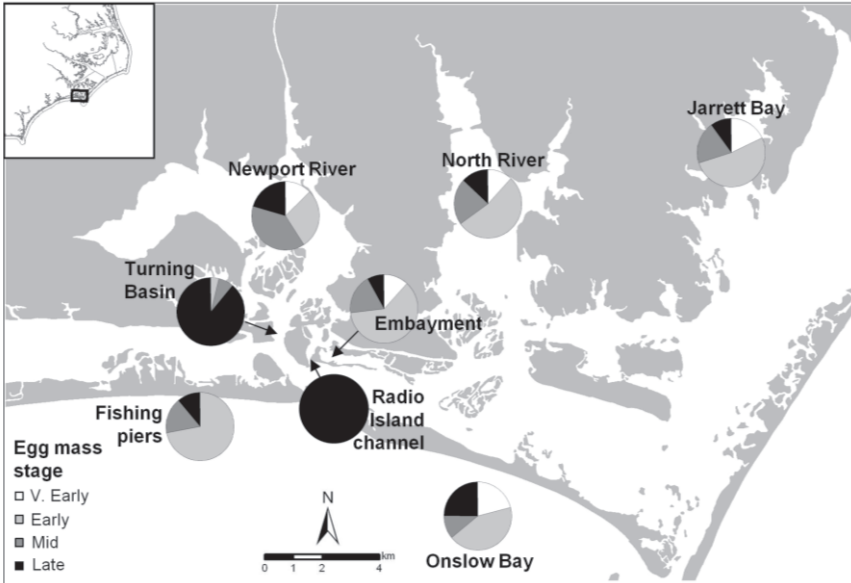 Jarrett Bay
North River
Newport River
Turning
Basin
Embayment
Fishing
piers
Radio
Island
channel
Egg mass
stage
V. Early
Early
Mid
Late
N
km
0 1 2 4
Onslow Bay